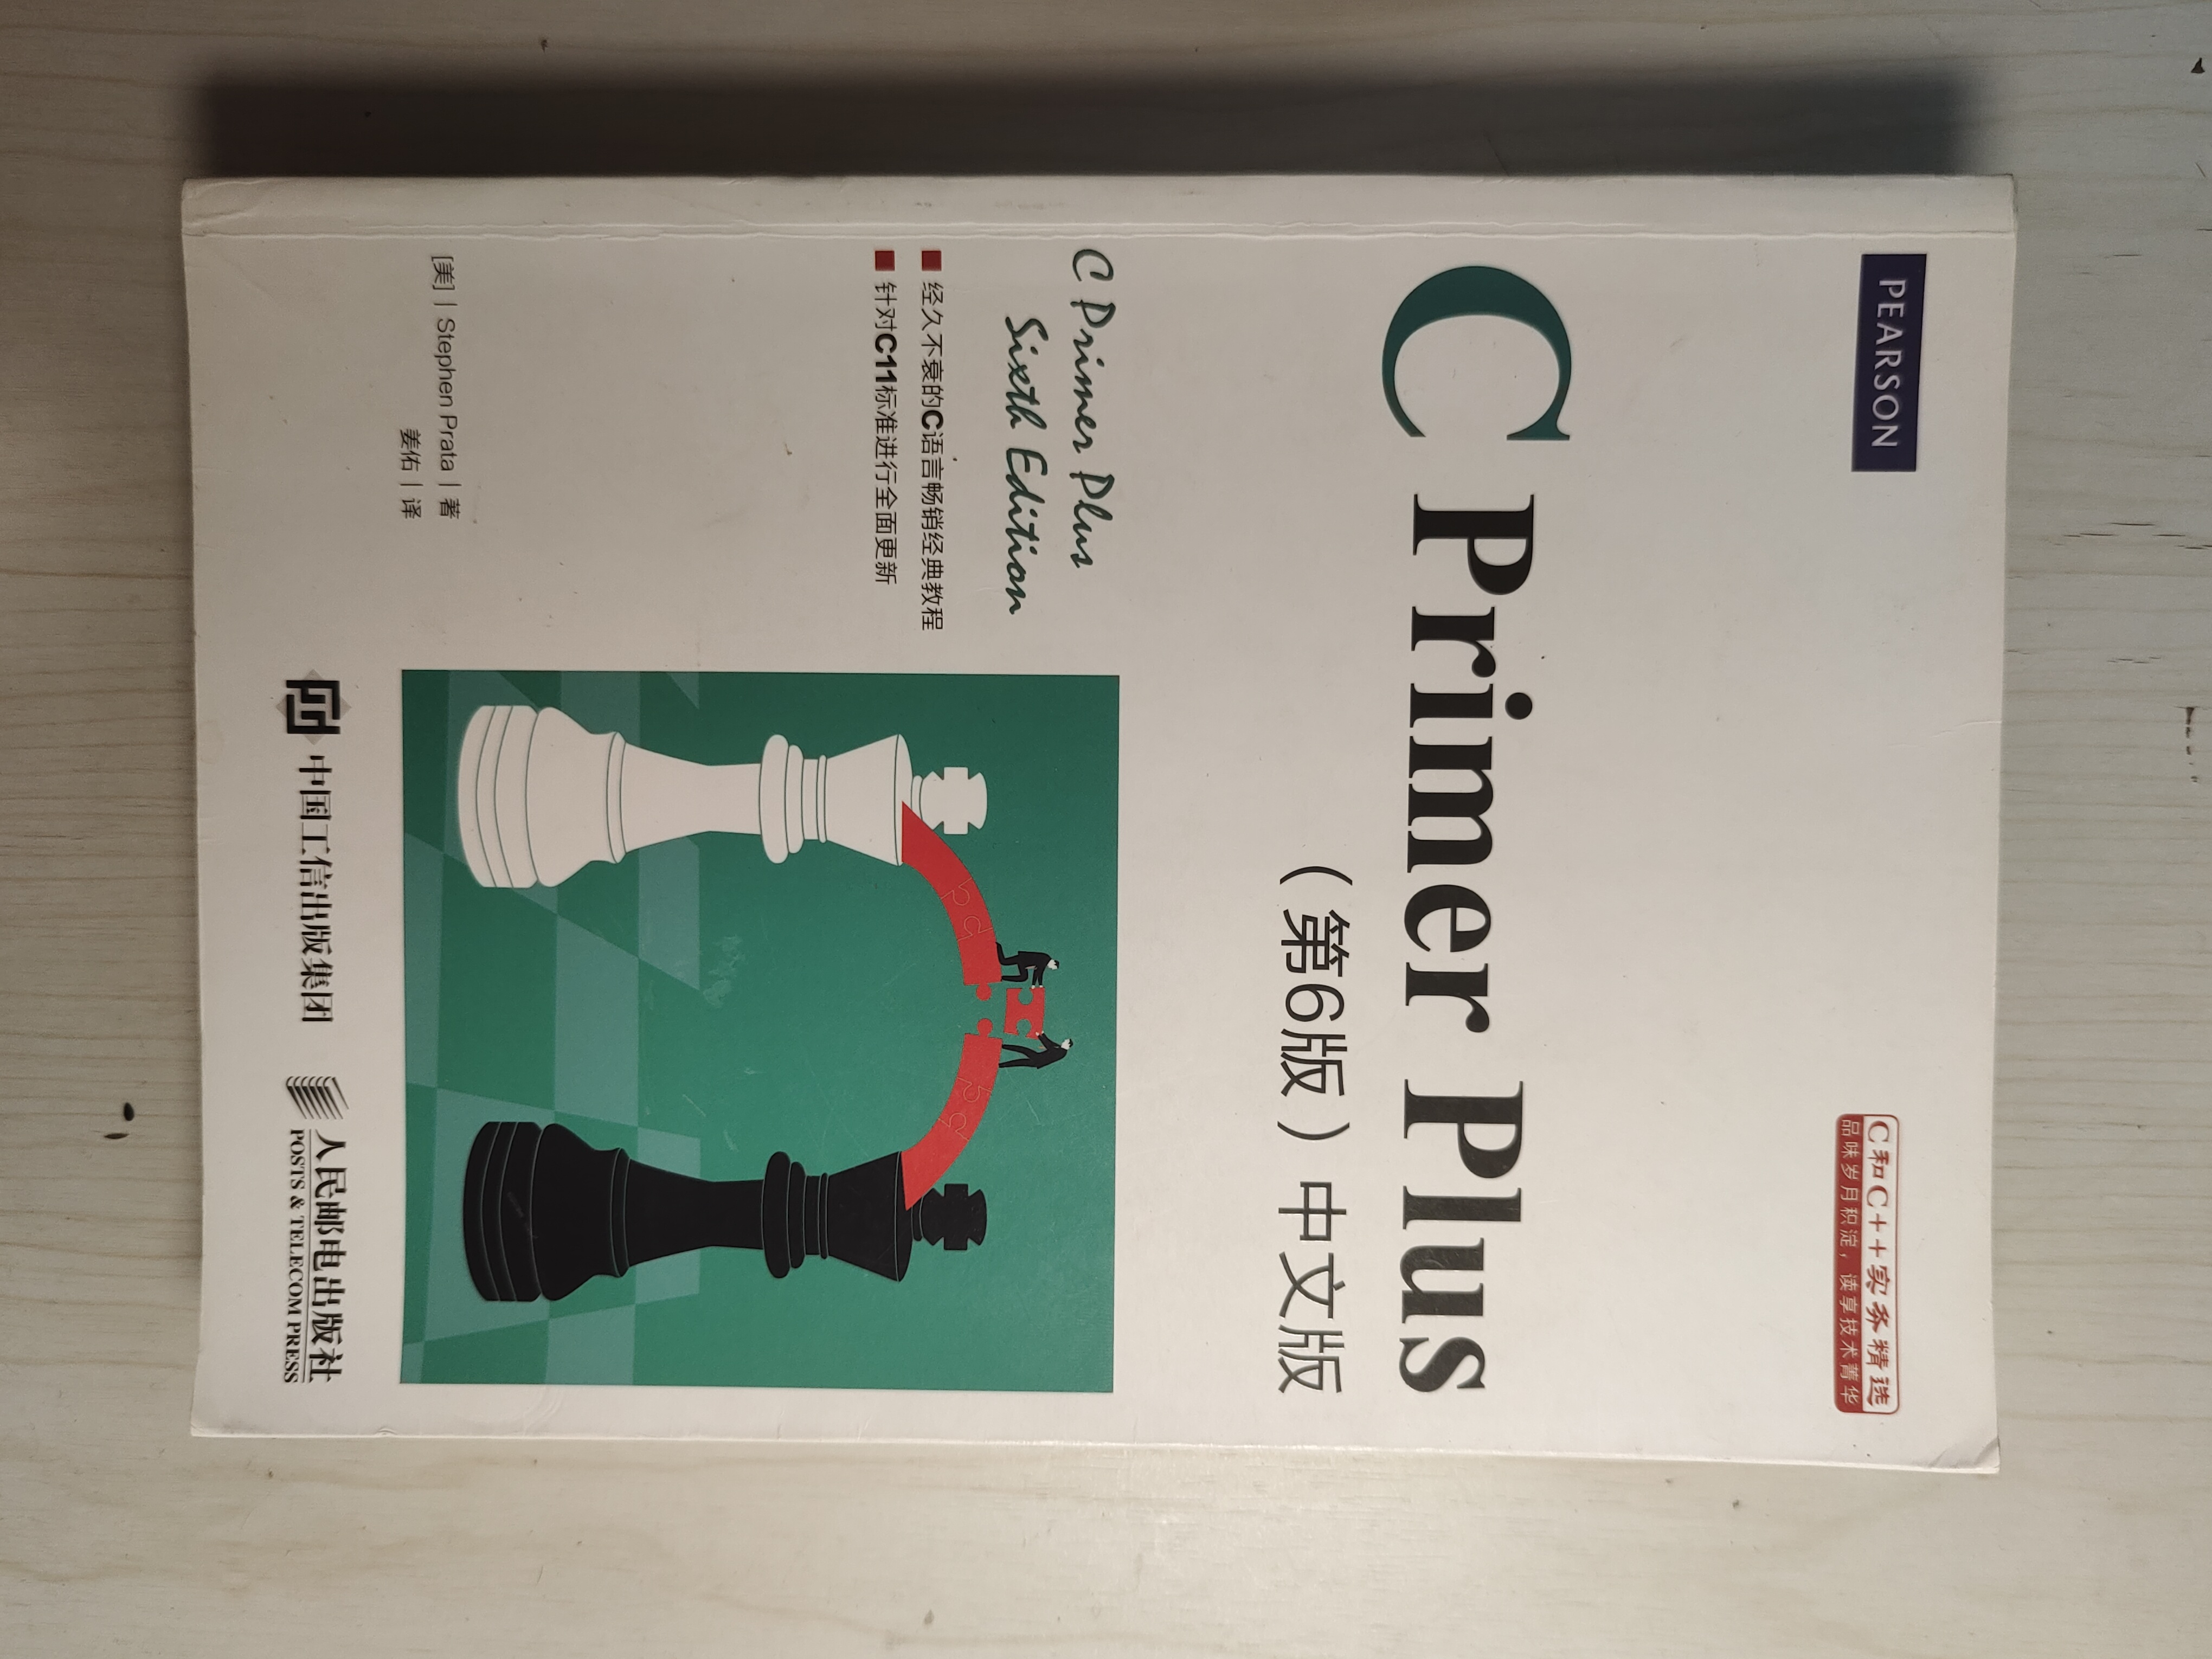 PEARSON
C和C++实务精选
品味岁月积淀，读享技术菁华
C Primer Plus
（第6版）中文版
C Primer Plus
Sixth Edition
■ 经久不衰的C语言畅销经典教程
■ 针对C11标准进行全面更新
[美]｜Stephen Prata｜著
姜佑｜译
中国工信出版集团
人民邮电出版社
POSTS & TELECOM PRESS